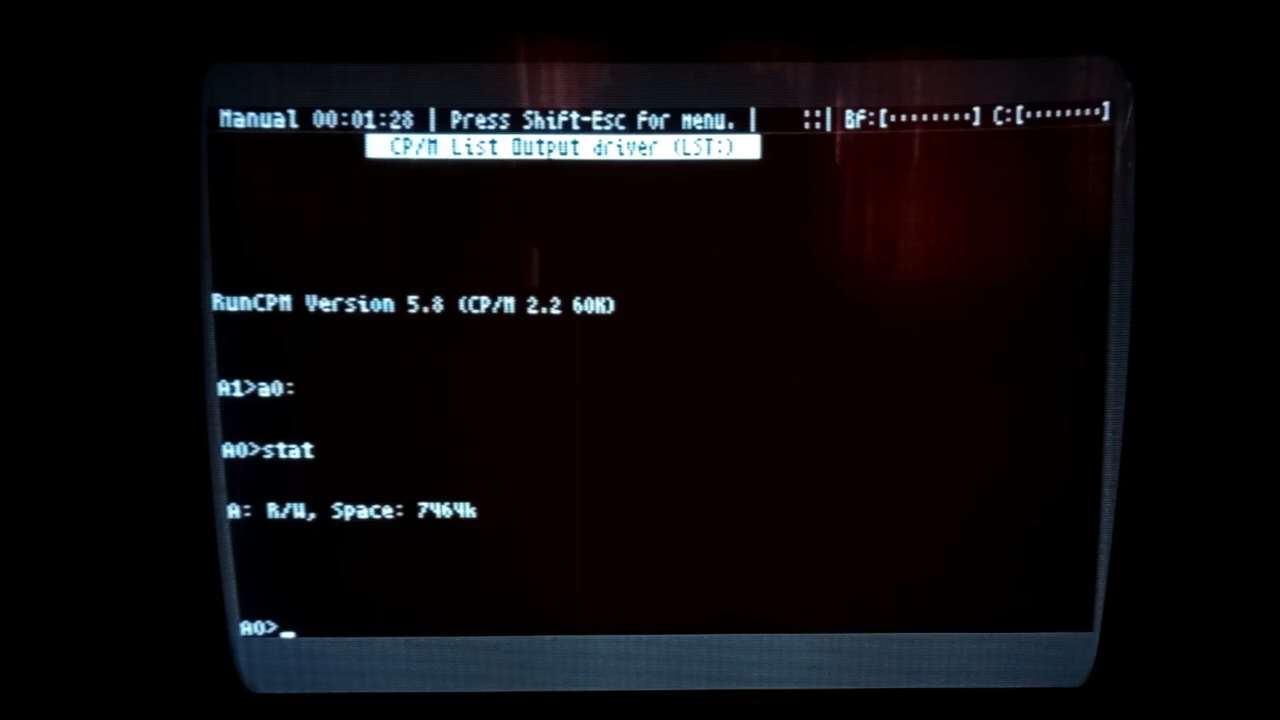 Manual 00:01:28 | Press Shift-Esc for menu. | ::| Bf:[········] C:[········]
CP/M List Output driver (LST:)
RunCPM Version 5.8 (CP/M 2.2 60K)
A1>a0:
A0>stat
A: R/W, Space: 7464k
A0>_